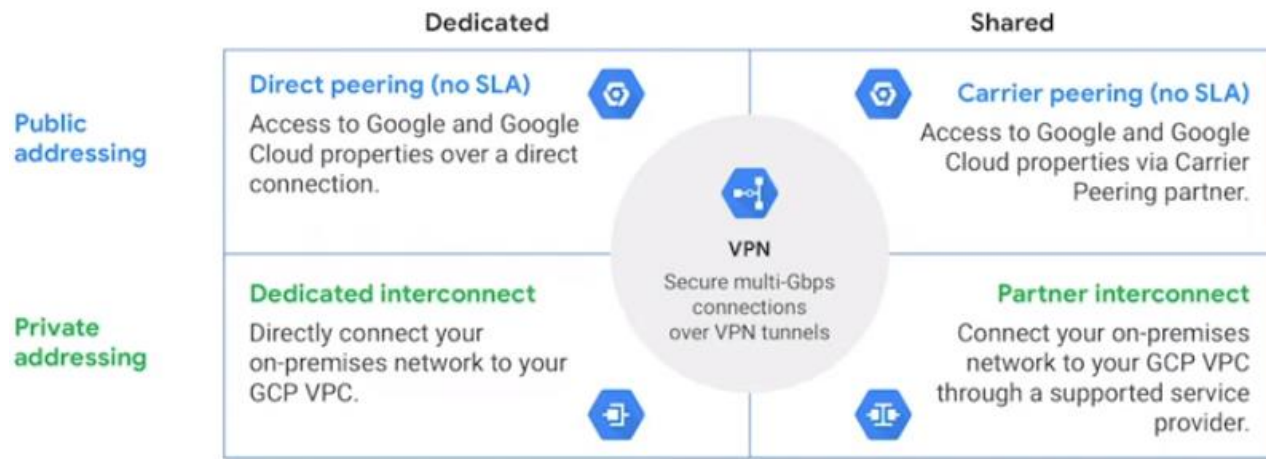 Dedicated
Shared
Public
addressing
Direct peering (no SLA)
Access to Google and Google
Cloud properties over a direct
connection.
Carrier peering (no SLA)
Access to Google and Google
Cloud properties via Carrier
Peering partner.
VPN
Secure multi-Gbps
connections
over VPN tunnels
Private
addressing
Dedicated interconnect
Directly connect your
on-premises network to your
GCP VPC.
Partner interconnect
Connect your on-premises
network to your GCP VPC
through a supported service
provider.